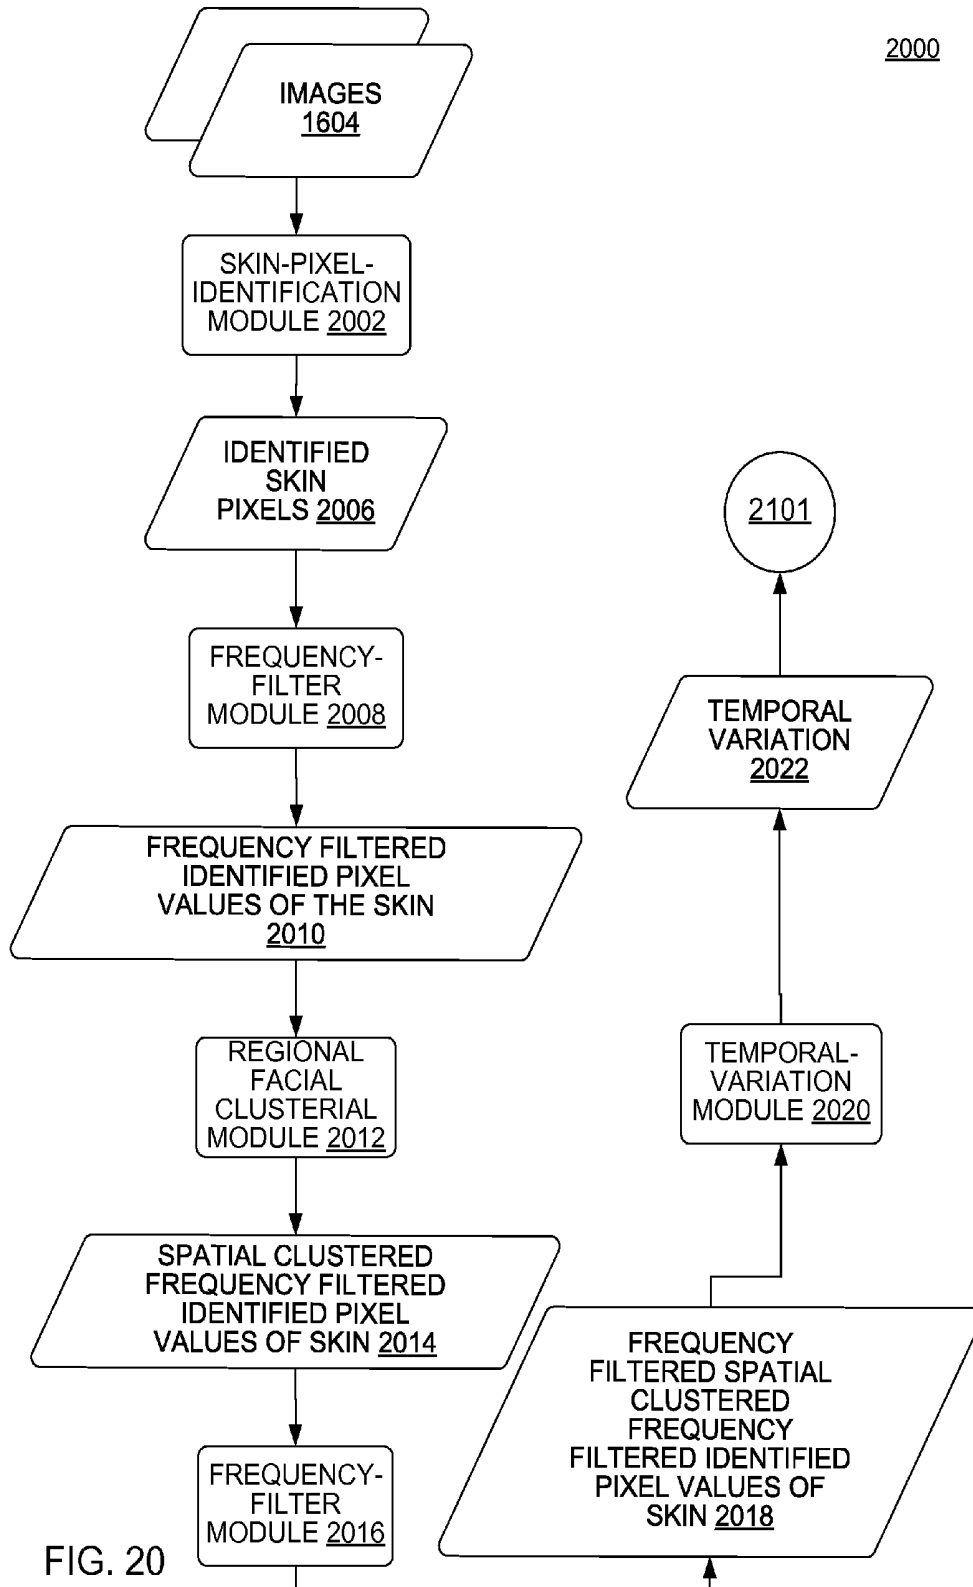 2000
IMAGES
1604
SKIN-PIXEL-
IDENTIFICATION
MODULE 2002
IDENTIFIED
SKIN
PIXELS 2006
FREQUENCY-
FILTER
MODULE 2008
FREQUENCY FILTERED
IDENTIFIED PIXEL
VALUES OF THE SKIN
2010
REGIONAL
FACIAL
CLUSTERIAL
MODULE 2012
SPATIAL CLUSTERED
FREQUENCY FILTERED
IDENTIFIED PIXEL
VALUES OF SKIN 2014
FREQUENCY-
FILTER
MODULE 2016
FREQUENCY
FILTERED SPATIAL
CLUSTERED
FREQUENCY
FILTERED IDENTIFIED
PIXEL VALUES OF
SKIN 2018
TEMPORAL-
VARIATION
MODULE 2020
TEMPORAL
VARIATION
2022
2101
FIG. 20